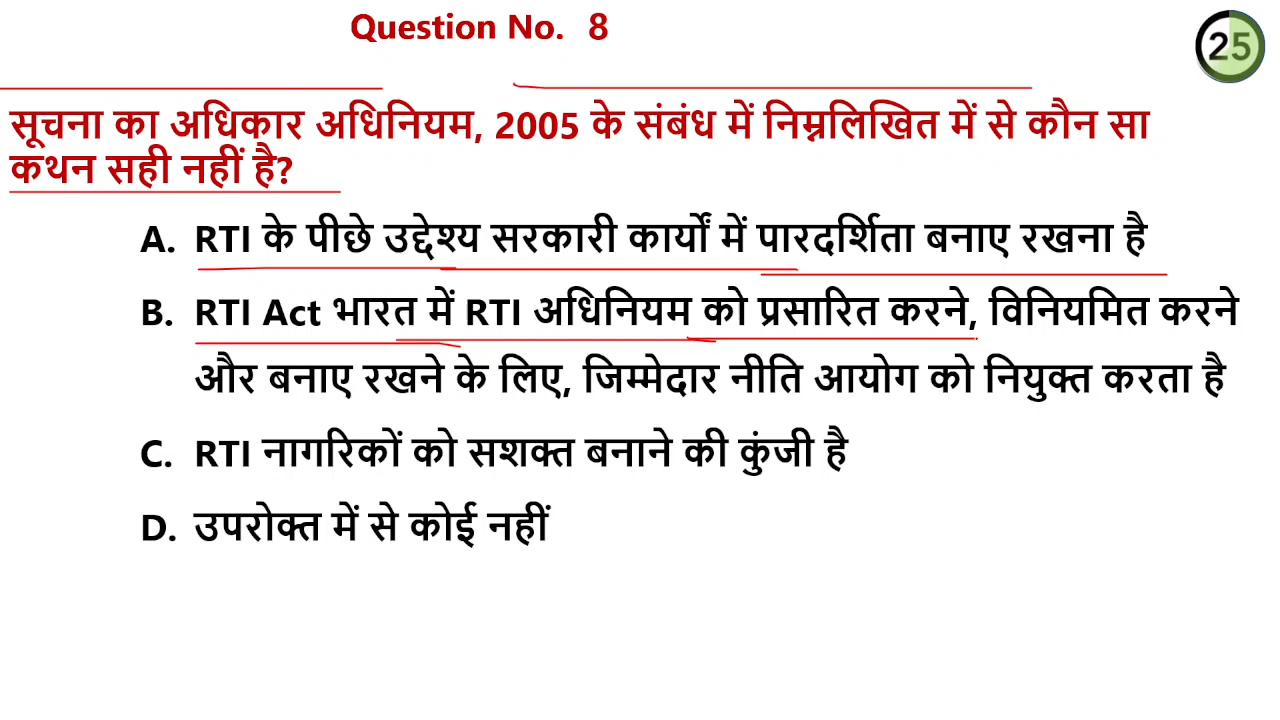 Question No. 8
25
सूचना का अधिकार अधिनियम, 2005 के संबंध में निम्नलिखित में से कौन सा
कथन सही नहीं है?
A. RTI के पीछे उद्देश्य सरकारी कार्यों में पारदर्शिता बनाए रखना है
B. RTI Act भारत में RTI अधिनियम को प्रसारित करने, विनियमित करने
और बनाए रखने के लिए, जिम्मेदार नीति आयोग को नियुक्त करता है
C. RTI नागरिकों को सशक्त बनाने की कुंजी है
D. उपरोक्त में से कोई नहीं